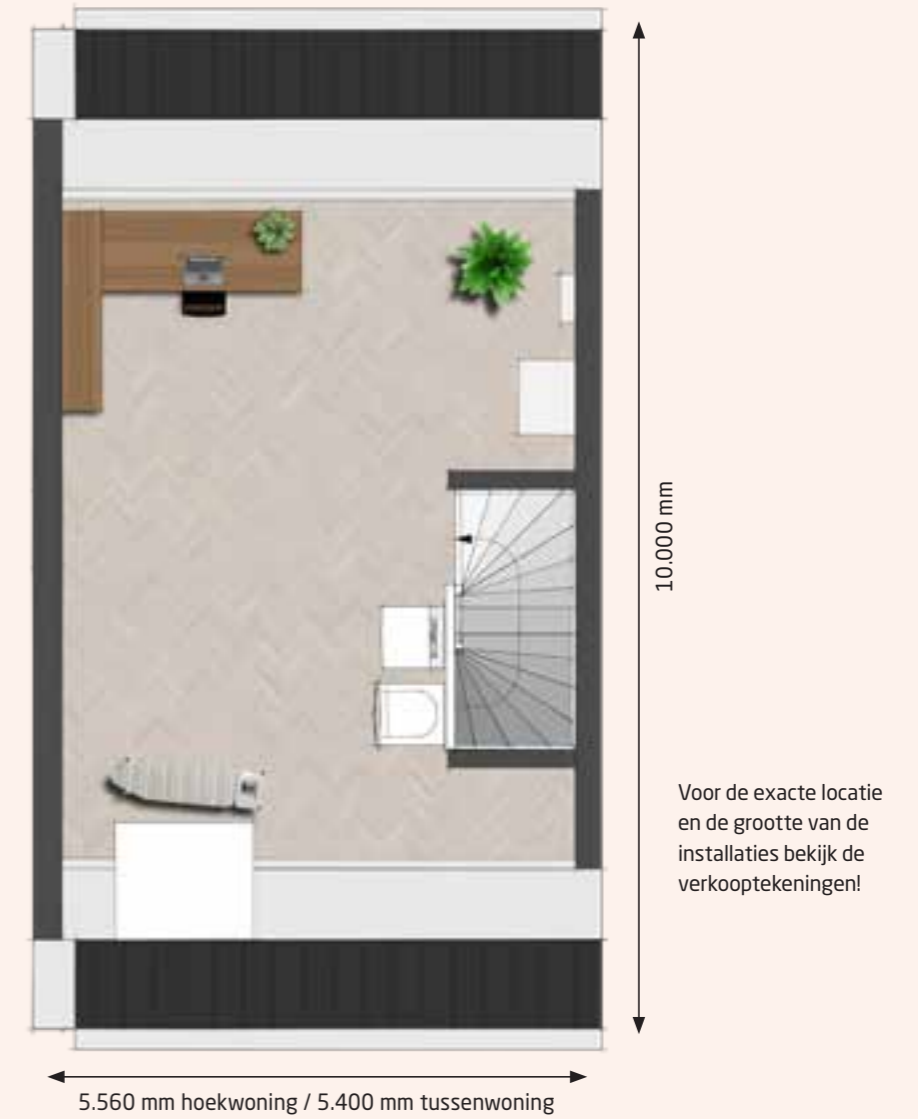 10.000 mm
Voor de exacte locatie
en de grootte van de
installaties bekijk de
verkooptekeningen!
5.560 mm hoekwoning / 5.400 mm tussenwoning